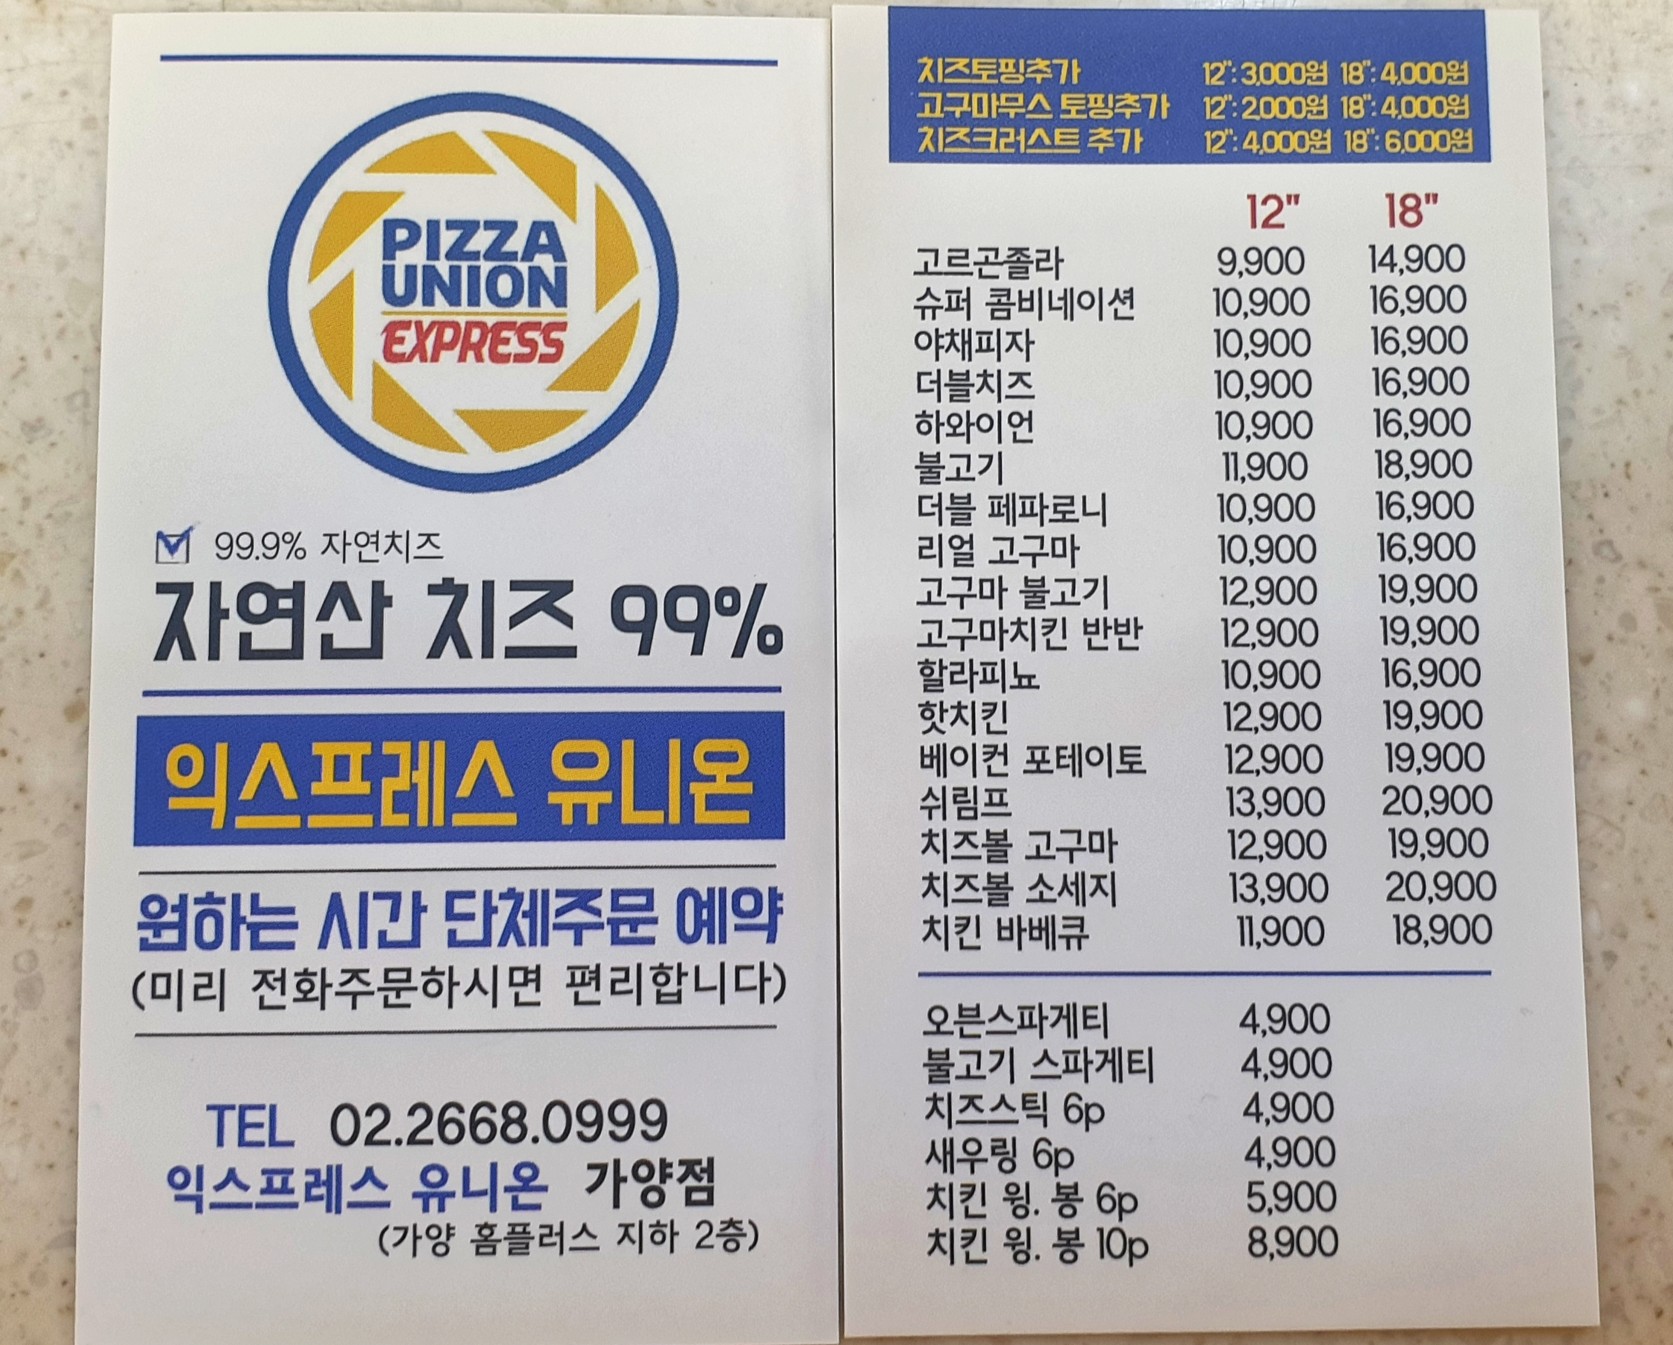 PIZZA
UNION
EXPRESS
99.9% 자연치즈
자연산 치즈 99%
익스프레스 유니온
원하는 시간 단체주문 예약
(미리 전화주문하시면 편리합니다)
TEL 02.2668.0999
익스프레스 유니온 가양점
(가양 홈플러스 지하 2층)
치즈토핑추가 12": 3,000원 18": 4,000원
고구마무스 토핑추가 12": 2,000원 18": 4,000원
치즈크러스트 추가 12": 4,000원 18": 6,000원
12" 18"
고르곤졸라 9,900 14,900
슈퍼 콤비네이션 10,900 16,900
야채피자 10,900 16,900
더블치즈 10,900 16,900
하와이언 10,900 16,900
불고기 11,900 18,900
더블 페파로니 10,900 16,900
리얼 고구마 10,900 16,900
고구마 불고기 12,900 19,900
고구마치킨 반반 12,900 19,900
할라피뇨 10,900 16,900
핫치킨 12,900 19,900
베이컨 포테이토 12,900 19,900
쉬림프 13,900 20,900
치즈볼 고구마 12,900 19,900
치즈볼 소세지 13,900 20,900
치킨 바베큐 11,900 18,900
오븐스파게티 4,900
불고기 스파게티 4,900
치즈스틱 6p 4,900
새우링 6p 4,900
치킨 윙. 봉 6p 5,900
치킨 윙. 봉 10p 8,900